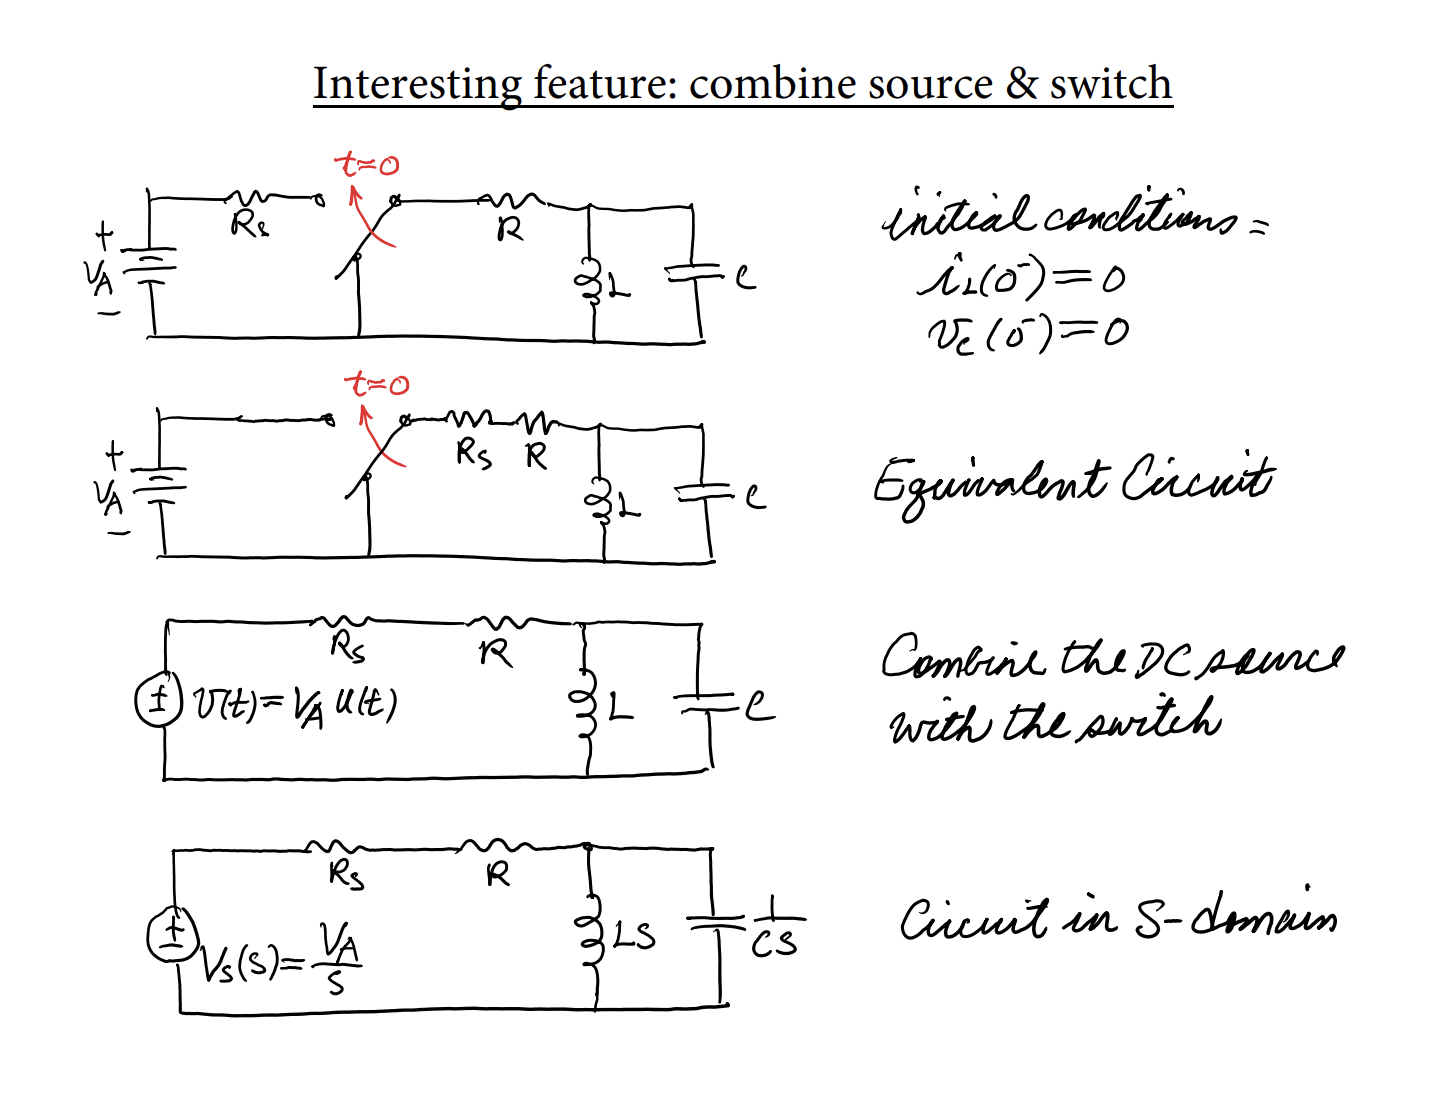 Interesting feature: combine source & switch
t=0
Rs
R
+
VA
−
L
C
initial conditions =
iL(0⁻) = 0
vc(0⁻) = 0
t=0
Rs R
+
VA
−
L
C
Equivalent Circuit
Rs
R
±
V(t) = VA u(t)
L
C
Combine the DC source
with the switch
Rs
R
±
Vs(s) = VA/s
LS
1/CS
Circuit in S-domain